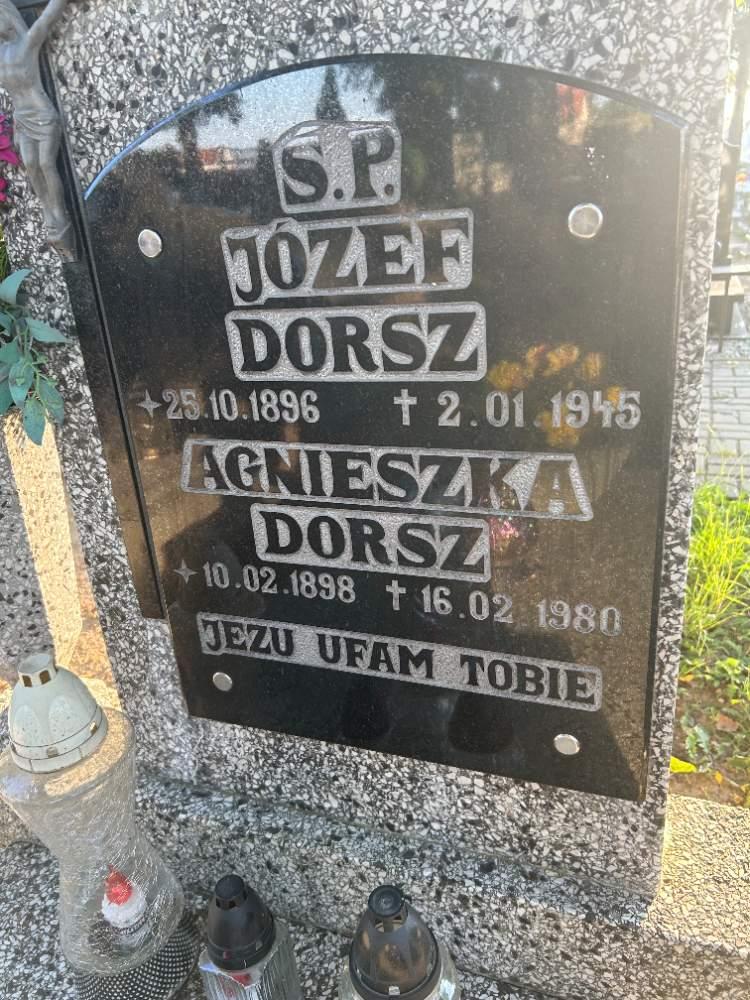 S.P.
JÓZEF
DORSZ
25.10.1896 † 2.01.1945
AGNIESZKA
DORSZ
10.02.1898 † 16.02.1980
JEZU UFAM TOBIE